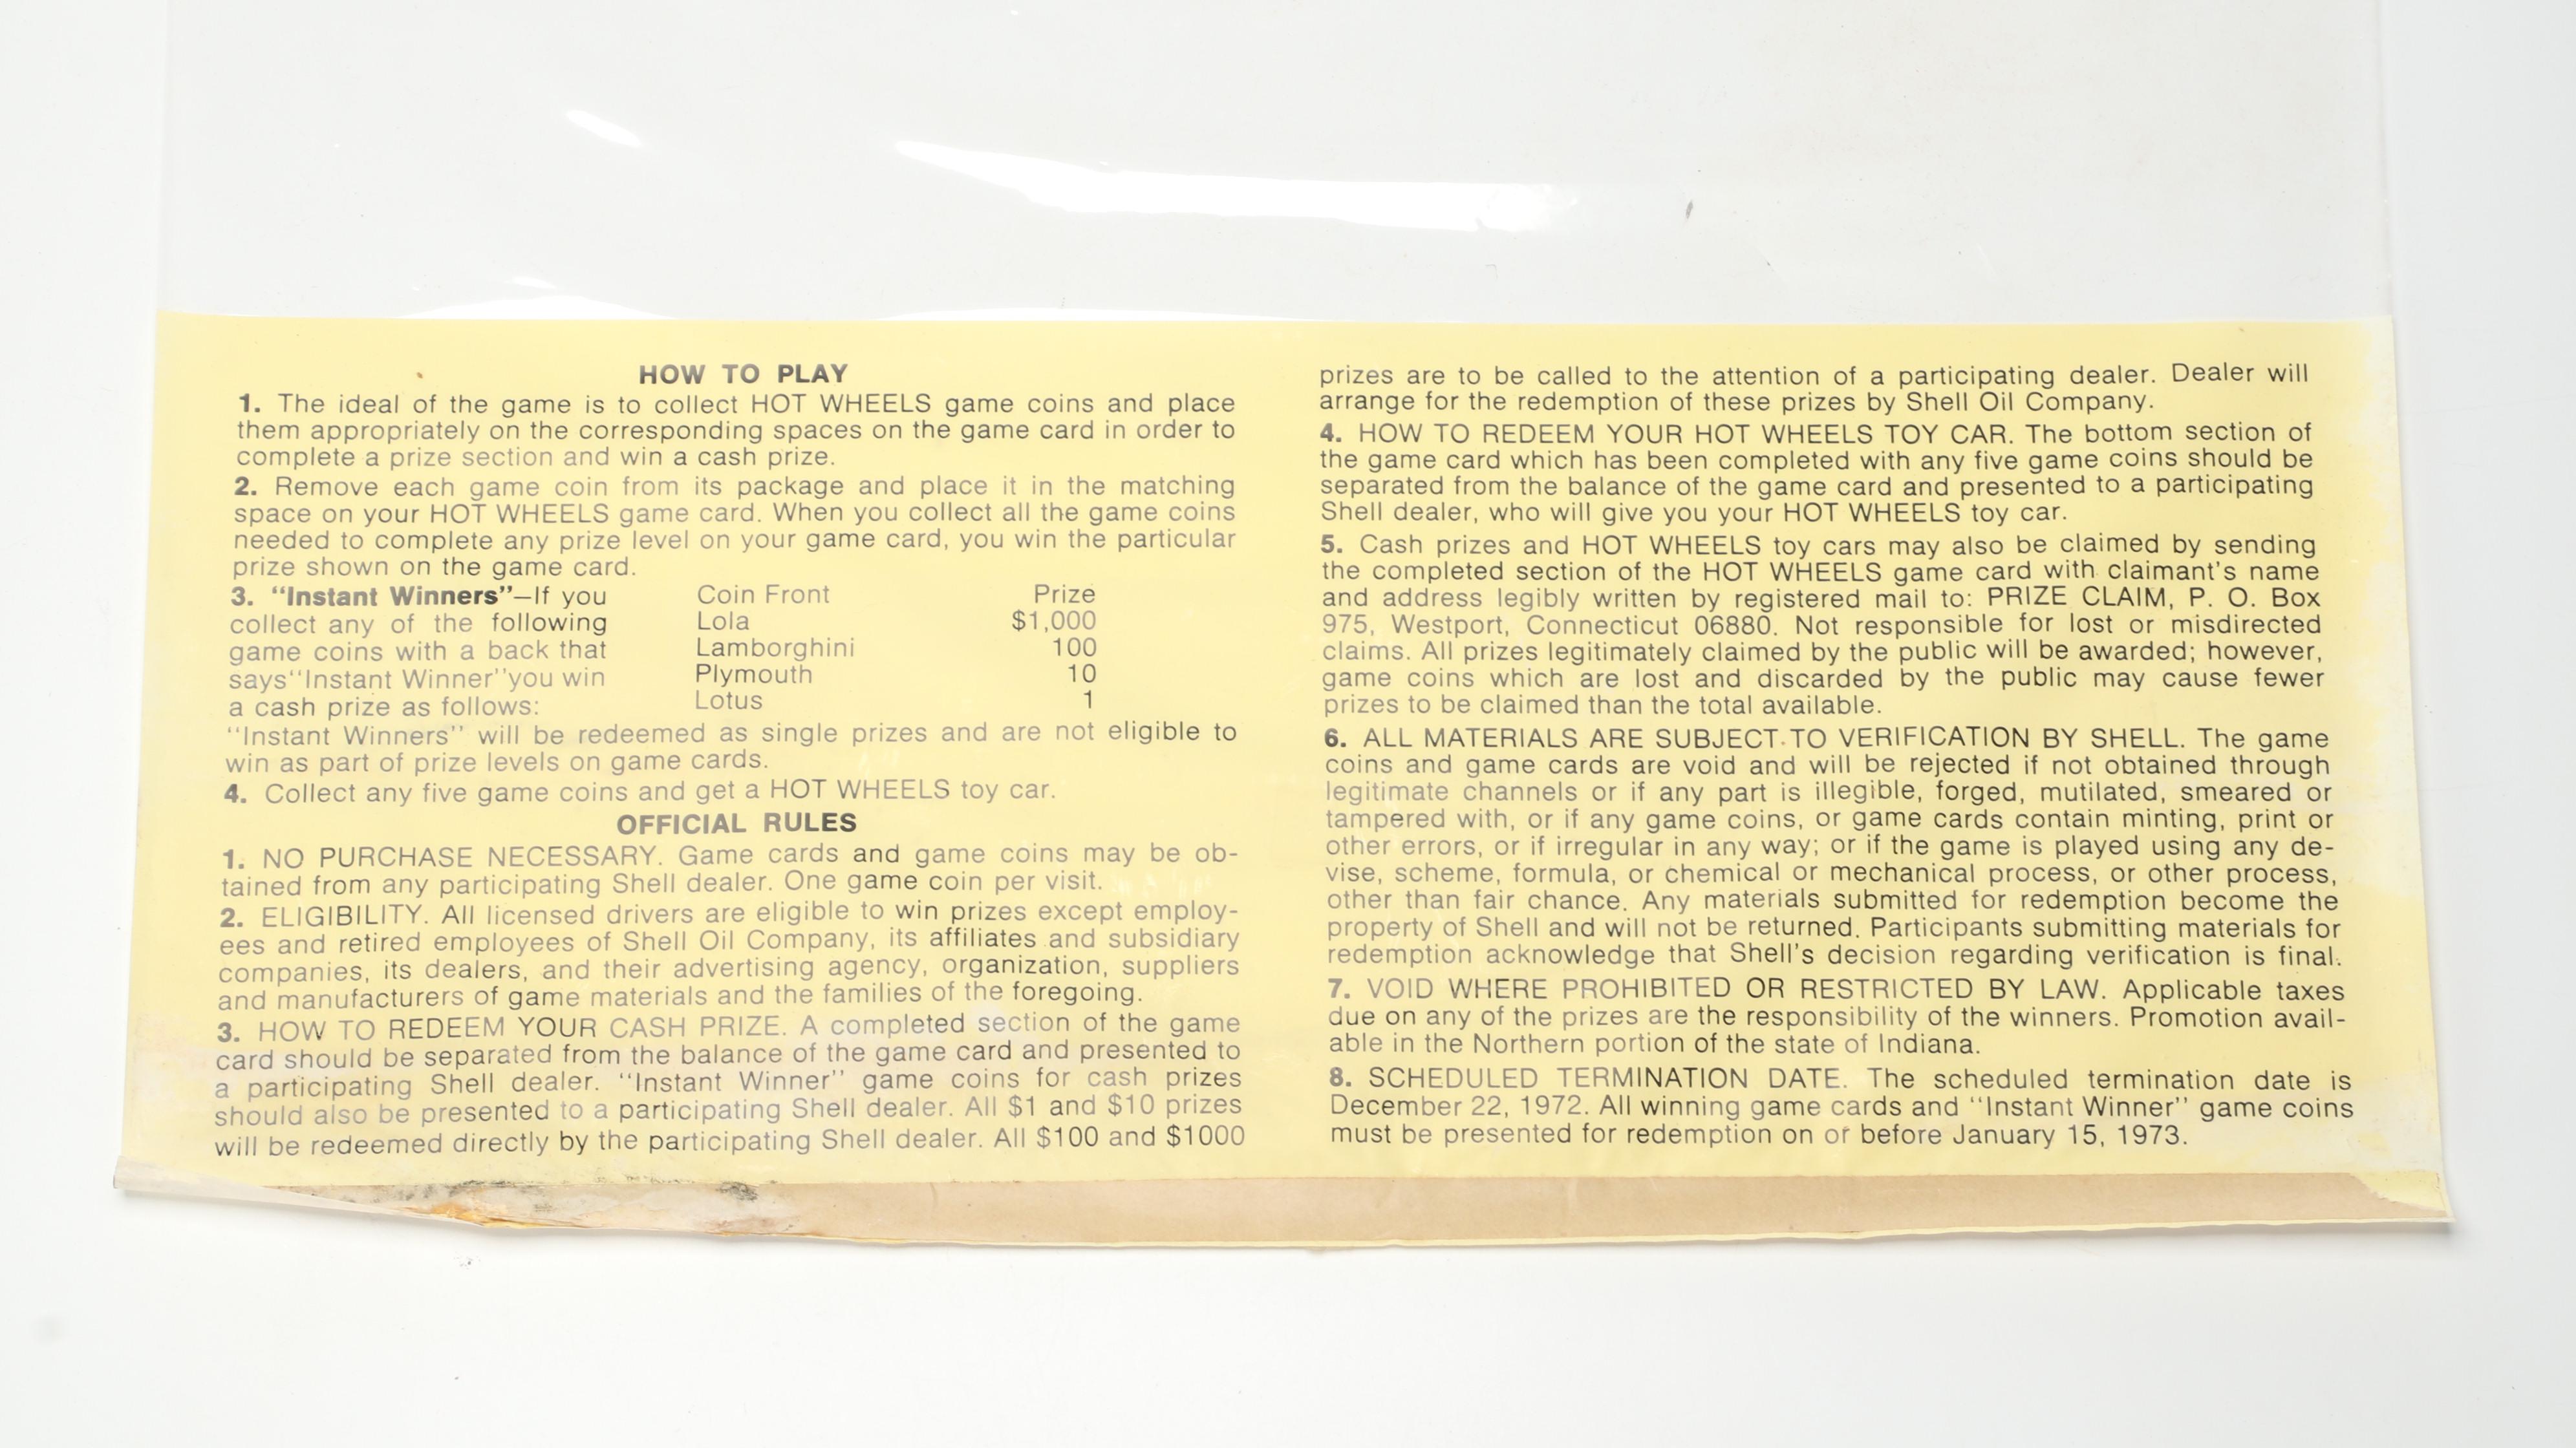 HOW TO PLAY
1. The ideal of the game is to collect HOT WHEELS game coins and place
them appropriately on the corresponding spaces on the game card in order to
complete a prize section and win a cash prize.
2. Remove each game coin from its package and place it in the matching
space on your HOT WHEELS game card. When you collect all the game coins
needed to complete any prize level on your game card, you win the particular
prize shown on the game card.
3. “Instant Winners”–If you
collect any of the following
game coins with a back that
says“Instant Winner”you win
a cash prize as follows:
Coin Front Prize
Lola $1,000
Lamborghini 100
Plymouth 10
Lotus 1
“Instant Winners” will be redeemed as single prizes and are not eligible to
win as part of prize levels on game cards.
4. Collect any five game coins and get a HOT WHEELS toy car.
OFFICIAL RULES
1. NO PURCHASE NECESSARY. Game cards and game coins may be ob-
tained from any participating Shell dealer. One game coin per visit.
2. ELIGIBILITY. All licensed drivers are eligible to win prizes except employ-
ees and retired employees of Shell Oil Company, its affiliates and subsidiary
companies, its dealers, and their advertising agency, organization, suppliers
and manufacturers of game materials and the families of the foregoing.
3. HOW TO REDEEM YOUR CASH PRIZE. A completed section of the game
card should be separated from the balance of the game card and presented to
a participating Shell dealer. “Instant Winner” game coins for cash prizes
should also be presented to a participating Shell dealer. All $1 and $10 prizes
will be redeemed directly by the participating Shell dealer. All $100 and $1000
prizes are to be called to the attention of a participating dealer. Dealer will
arrange for the redemption of these prizes by Shell Oil Company.
4. HOW TO REDEEM YOUR HOT WHEELS TOY CAR. The bottom section of
the game card which has been completed with any five game coins should be
separated from the balance of the game card and presented to a participating
Shell dealer, who will give you your HOT WHEELS toy car.
5. Cash prizes and HOT WHEELS toy cars may also be claimed by sending
the completed section of the HOT WHEELS game card with claimant's name
and address legibly written by registered mail to: PRIZE CLAIM, P. O. Box
975, Westport, Connecticut 06880. Not responsible for lost or misdirected
claims. All prizes legitimately claimed by the public will be awarded; however,
game coins which are lost and discarded by the public may cause fewer
prizes to be claimed than the total available.
6. ALL MATERIALS ARE SUBJECT TO VERIFICATION BY SHELL. The game
coins and game cards are void and will be rejected if not obtained through
legitimate channels or if any part is illegible, forged, mutilated, smeared or
tampered with, or if any game coins, or game cards contain minting, print or
other errors, or if irregular in any way; or if the game is played using any de-
vise, scheme, formula, or chemical or mechanical process, or other process,
other than fair chance. Any materials submitted for redemption become the
property of Shell and will not be returned. Participants submitting materials for
redemption acknowledge that Shell's decision regarding verification is final.
7. VOID WHERE PROHIBITED OR RESTRICTED BY LAW. Applicable taxes
due on any of the prizes are the responsibility of the winners. Promotion avail-
able in the Northern portion of the state of Indiana.
8. SCHEDULED TERMINATION DATE. The scheduled termination date is
December 22, 1972. All winning game cards and “Instant Winner” game coins
must be presented for redemption on or before January 15, 1973.